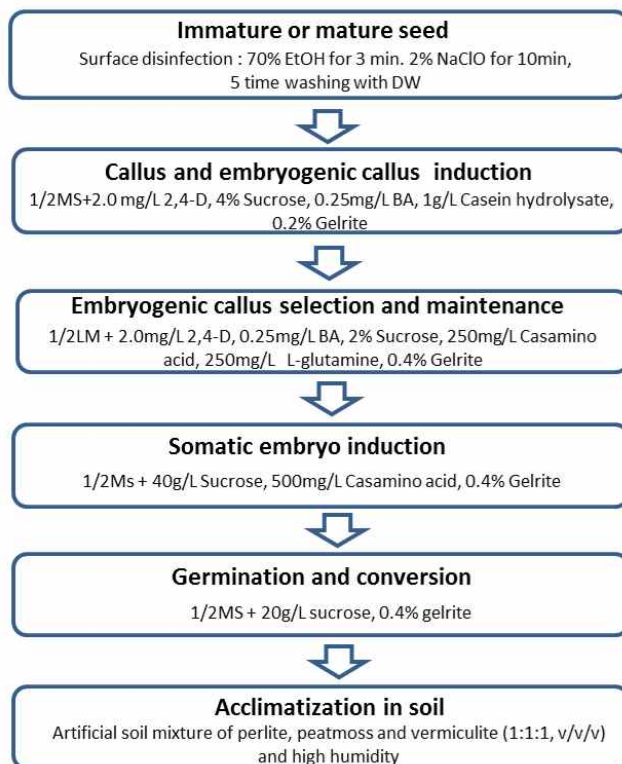 Immature or mature seed
Surface disinfection : 70% EtOH for 3 min. 2% NaClO for 10min,
5 time washing with DW
Callus and embryogenic callus induction
1/2MS+2.0 mg/L 2,4-D, 4% Sucrose, 0.25mg/L BA, 1g/L Casein hydrolysate,
0.2% Gelrite
Embryogenic callus selection and maintenance
1/2LM + 2.0mg/L 2,4-D, 0.25mg/L BA, 2% Sucrose, 250mg/L Casamino
acid, 250mg/L L-glutamine, 0.4% Gelrite
Somatic embryo induction
1/2Ms + 40g/L Sucrose, 500mg/L Casamino acid, 0.4% Gelrite
Germination and conversion
1/2MS + 20g/L sucrose, 0.4% gelrite
Acclimatization in soil
Artificial soil mixture of perlite, peatmoss and vermiculite (1:1:1, v/v/v)
and high humidity